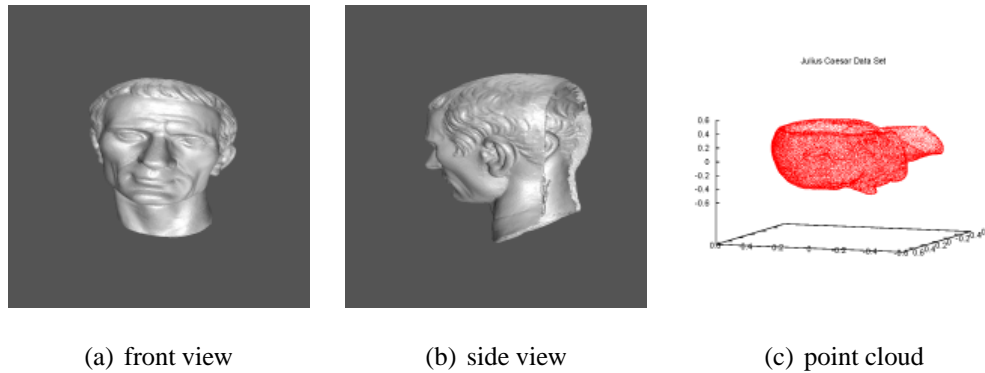 Julius Caesar Data Set
0.6
0.4
0.2
0
-0.2
-0.4
-0.6
(a) front view
(b) side view
(c) point cloud